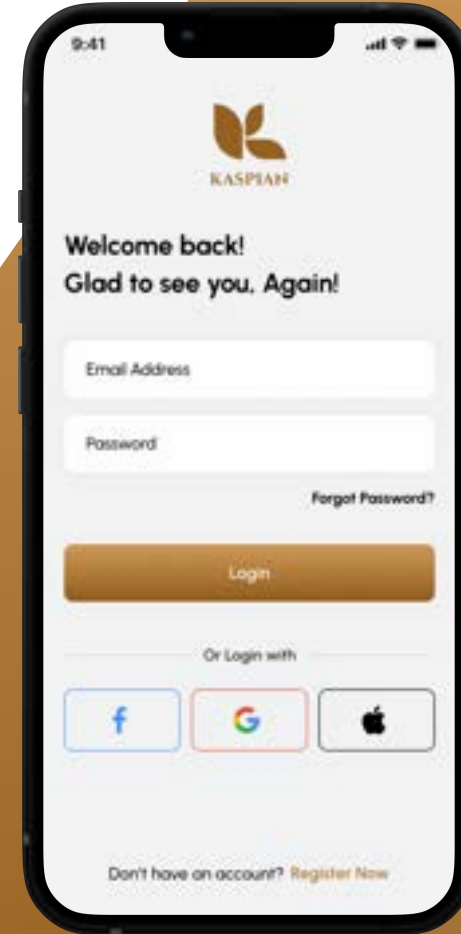 9:41
KASPIAN
Welcome back!
Glad to see you, Again!
Email Address
Password
Forgot Password?
Login
Or Login with
Don't have an account? Register Now